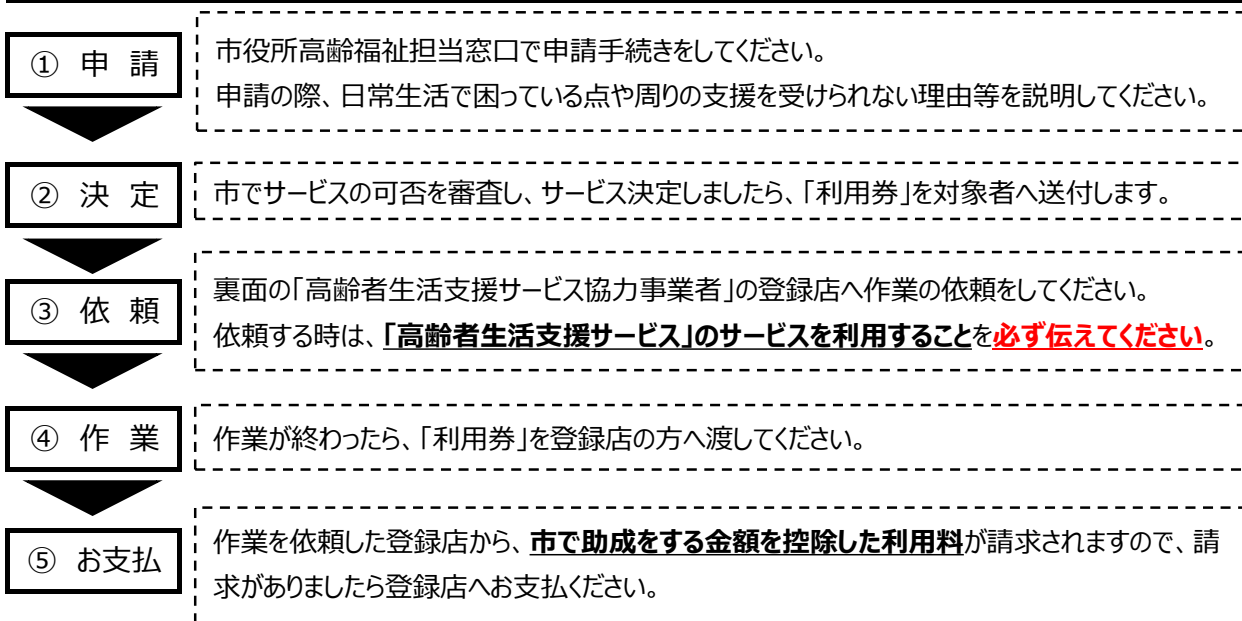 ① 申 請
市役所高齢福祉担当窓口で申請手続きをしてください。
申請の際、日常生活で困っている点や周りの支援を受けられない理由等を説明してください。
② 決 定
市でサービスの可否を審査し、サービス決定しましたら、「利用券」を対象者へ送付します。
③ 依 頼
裏面の「高齢者生活支援サービス協力事業者」の登録店へ作業の依頼をしてください。
依頼する時は、「高齢者生活支援サービス」のサービスを利用することを必ず伝えてください。
④ 作 業
作業が終わったら、「利用券」を登録店の方へ渡してください。
⑤ お支払
作業を依頼した登録店から、市で助成をする金額を控除した利用料が請求されますので、請
求がありましたら登録店へお支払ください。